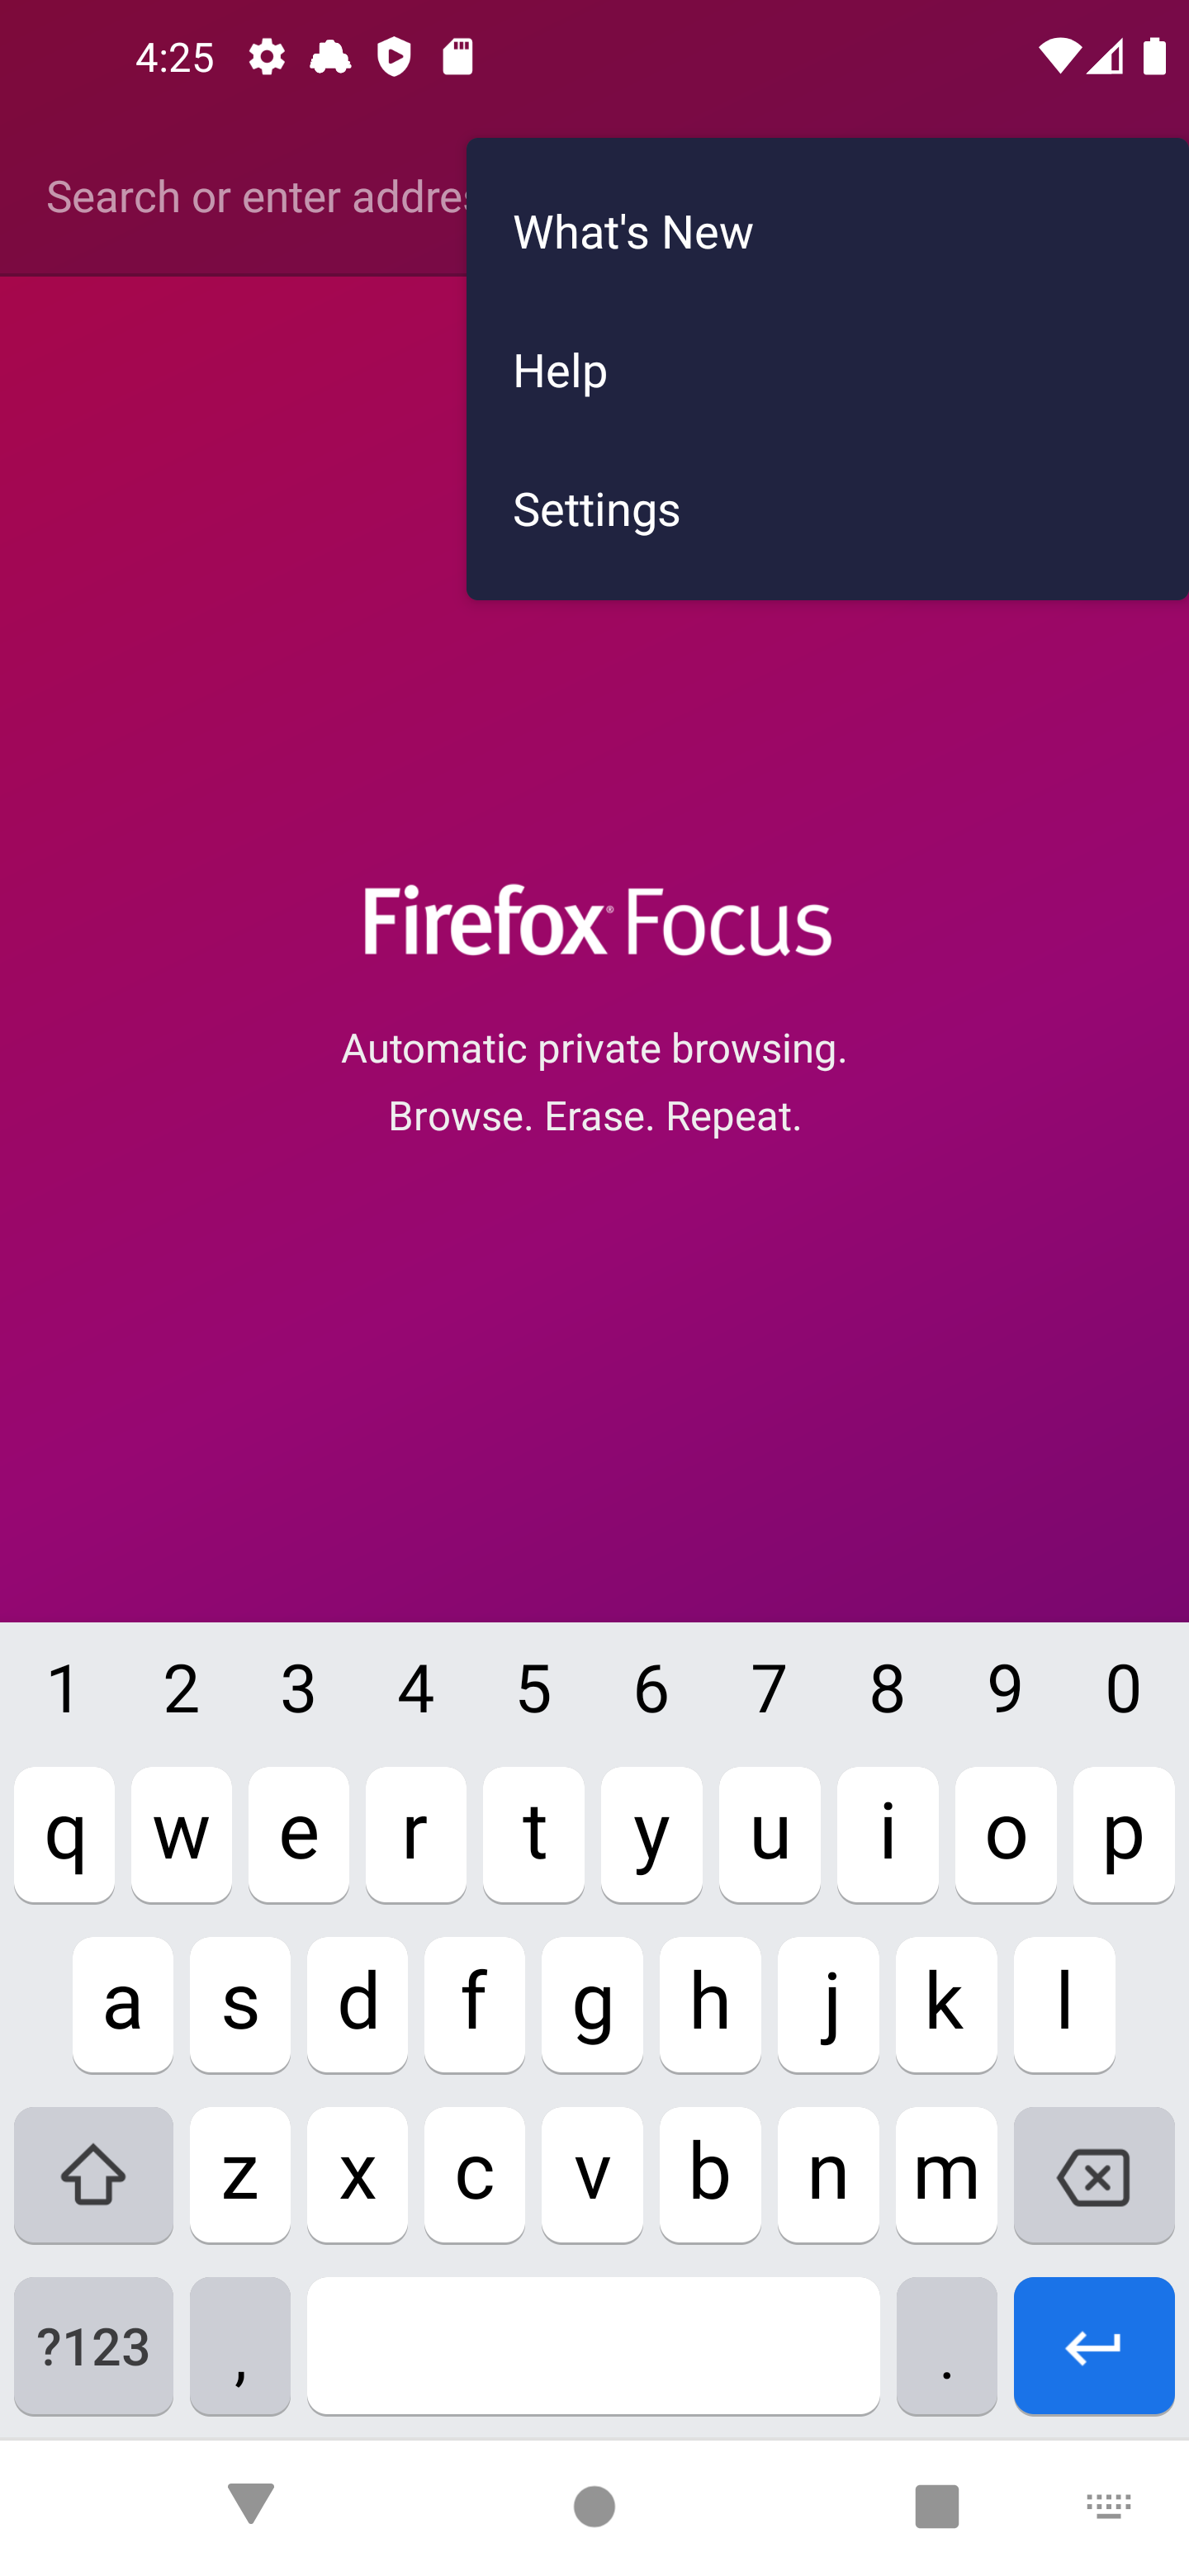 4:25
Search or enter addres
What's New
Help
Settings
Firefox Focus
Automatic private browsing.
Browse. Erase. Repeat.
1 2 3 4 5 6 7 8 9 0
q w e r t y u i o p
a s d f g h j k l
z x c v b n m
?123 , .